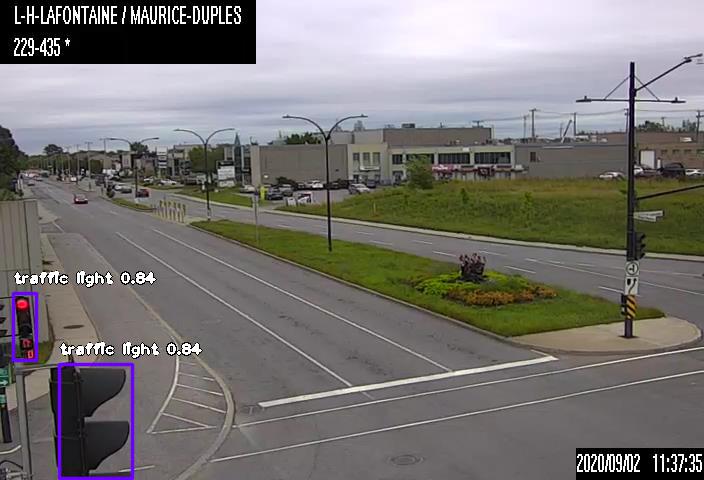 L-H-LAFONTAINE / MAURICE-DUPLES
229-435 *
traffic light 0.84
traffic light 0.84
2020/09/02 11:37:35